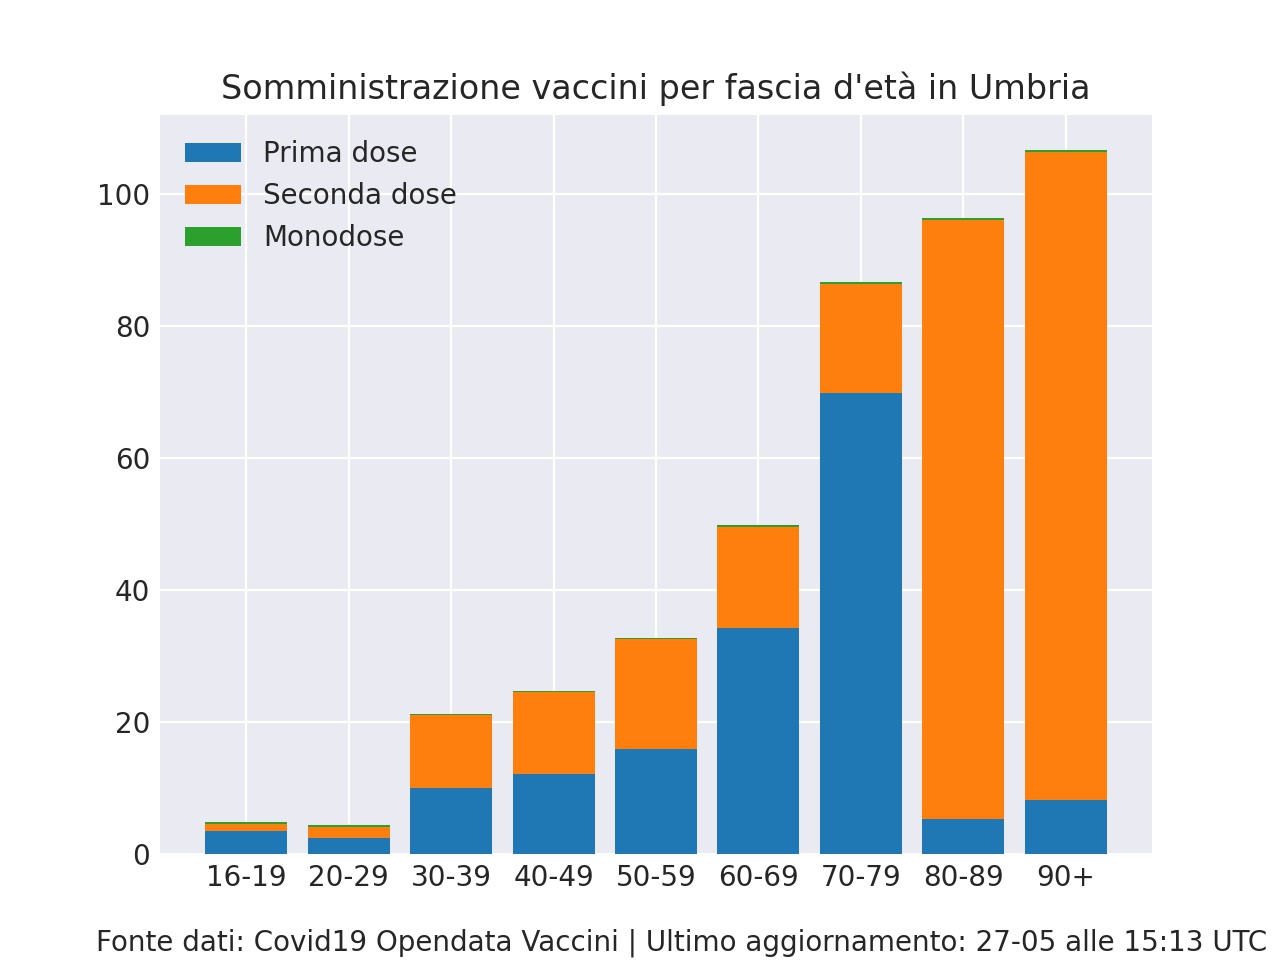 Somministrazione vaccini per fascia d'età in Umbria
Prima dose
Seconda dose
Monodose
100
80
60
40
20
0
16-19 20-29 30-39 40-49 50-59 60-69 70-79 80-89 90+
Fonte dati: Covid19 Opendata Vaccini | Ultimo aggiornamento: 27-05 alle 15:13 UTC